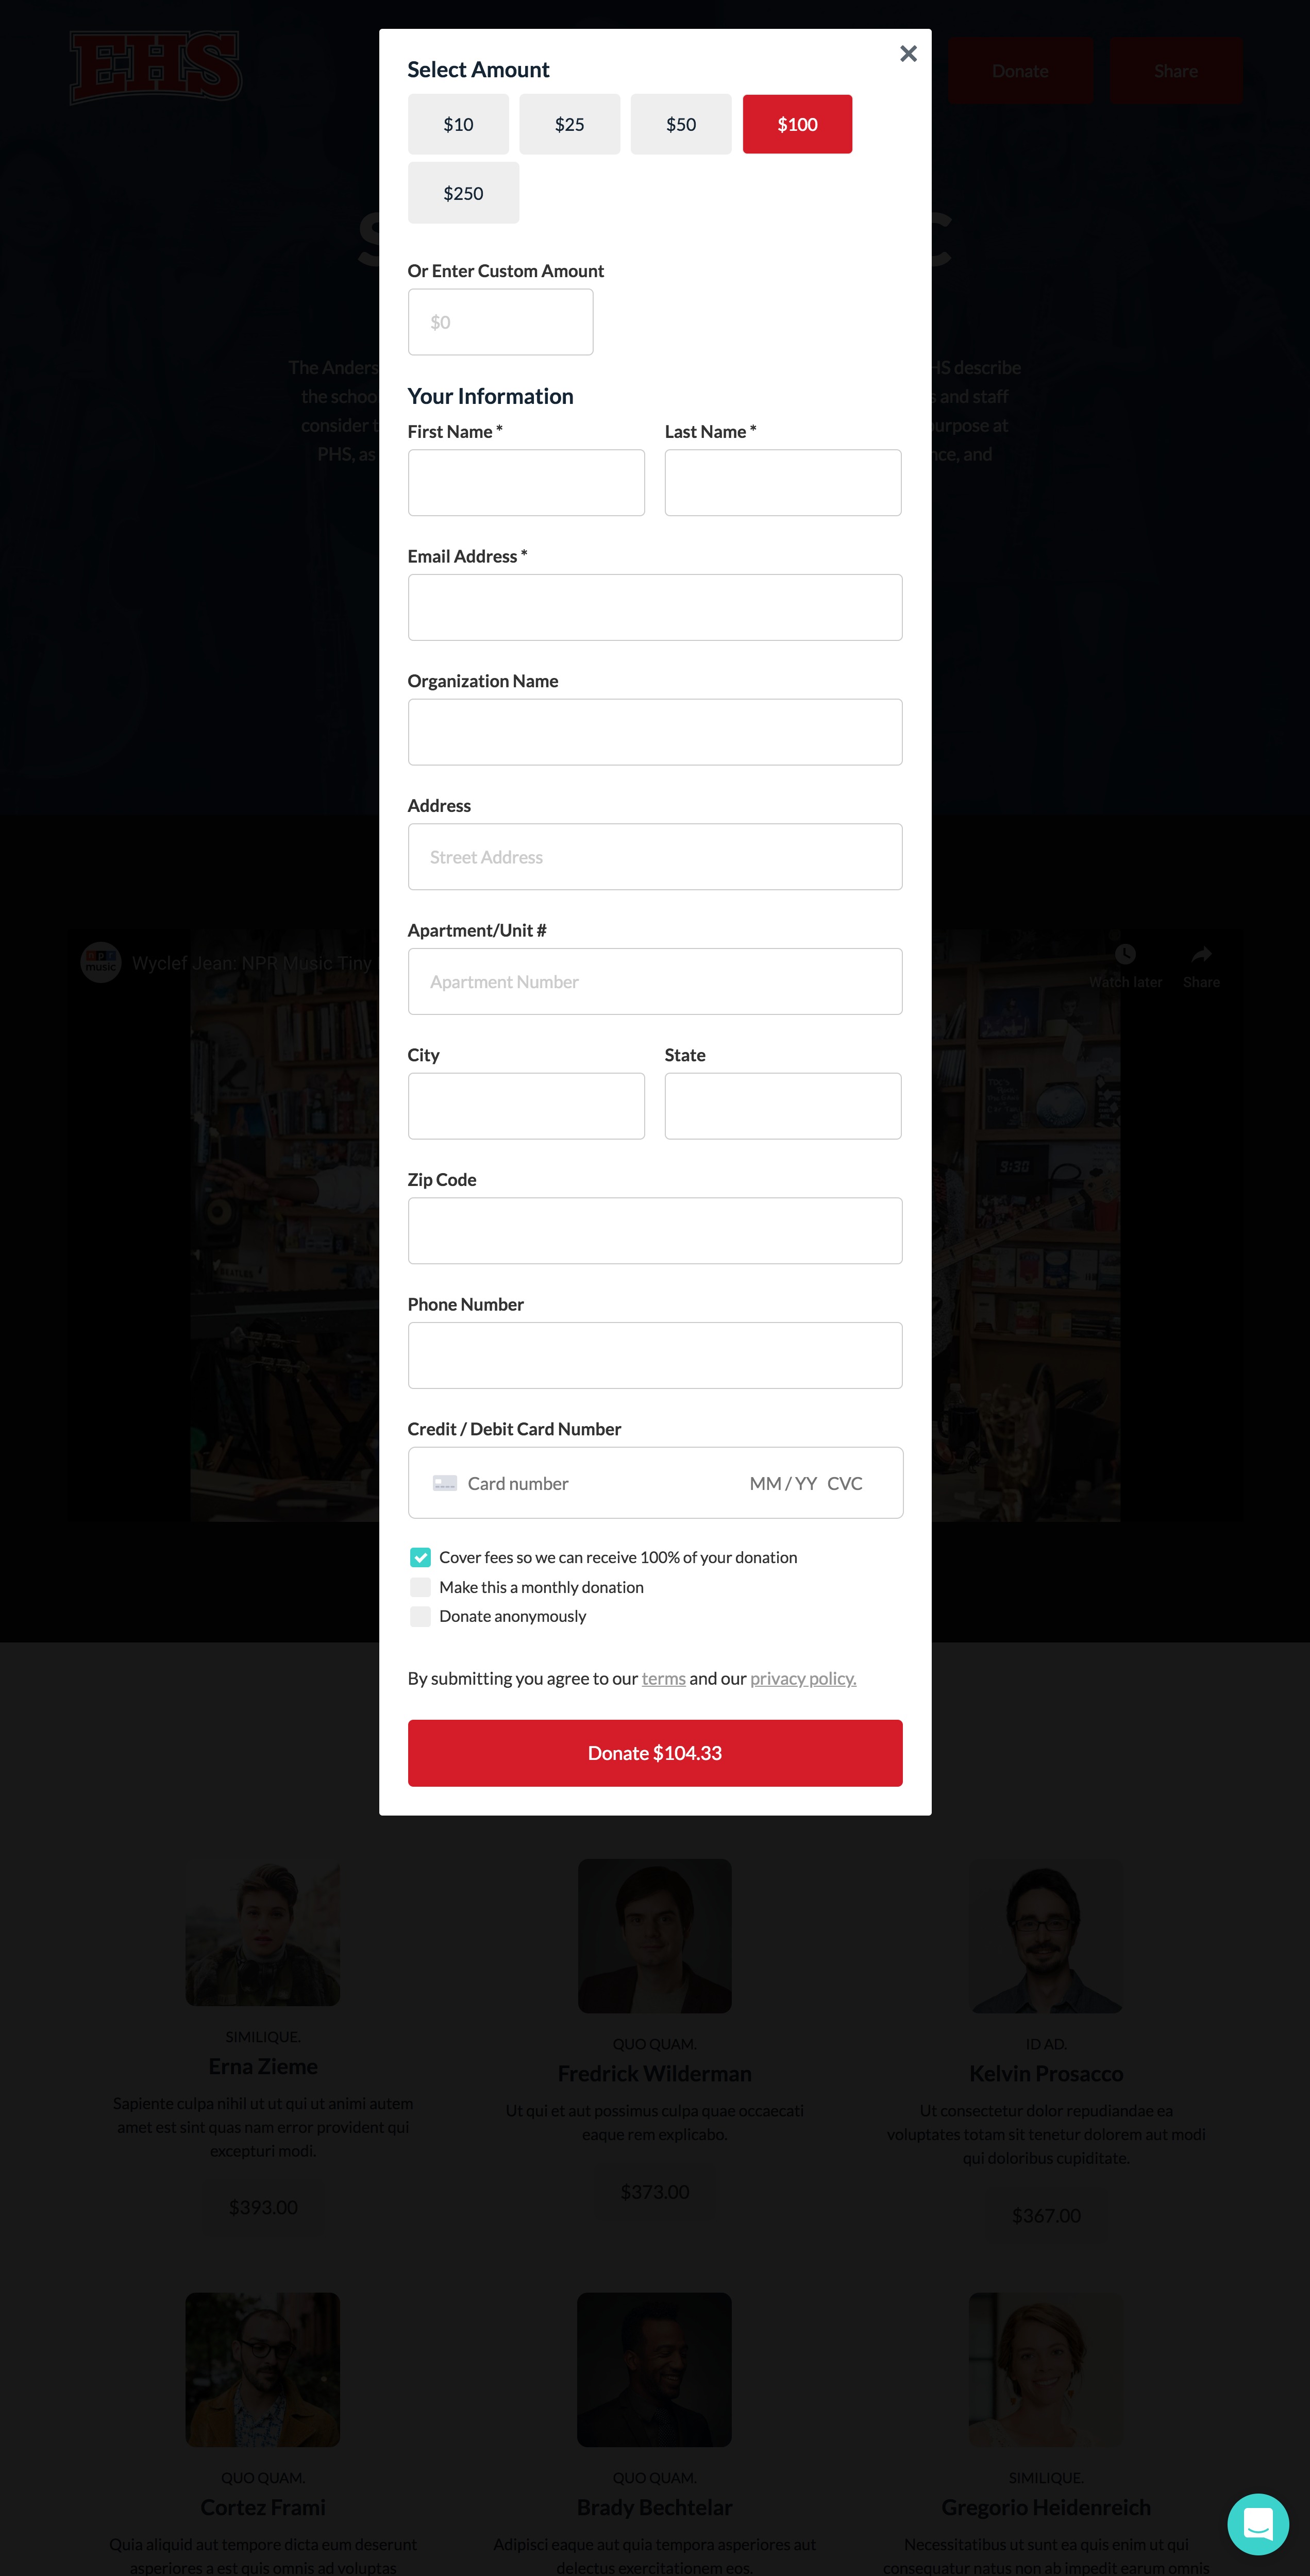 EHS
Donate
Share
Select Amount
$10
$25
$50
$100
$250
Or Enter Custom Amount
$0
The Anders
HS describe
the schoo
s and staff
consider t
urpose at
PHS, as
nce, and
Your Information
First Name *
Last Name *
Email Address *
Organization Name
Address
Street Address
Apartment/Unit #
Apartment Number
music
Wyclef Jean: NPR Music Tiny
Watch later
Share
City
State
9:30
Zip Code
Phone Number
Credit / Debit Card Number
Card number
MM / YY
CVC
Cover fees so we can receive 100% of your donation
Make this a monthly donation
Donate anonymously
By submitting you agree to our terms and our privacy policy.
Donate $104.33
SIMILIQUE.
Erna Zieme
Sapiente culpa nihil ut ut qui ut animi autem
amet est sint quas nam error provident qui
excepturi modi.
$393.00
QUO QUAM.
Fredrick Wilderman
Ut qui et aut possimus culpa quae occaecati
eaque rem explicabo.
$373.00
ID AD.
Kelvin Prosacco
Ut consectetur dolor repudiandae ea
voluptates totam sit tenetur dolorem aut modi
qui doloribus cupiditate.
$367.00
QUO QUAM.
Cortez Frami
Quia aliquid aut tempore dicta eum deserunt
asperiores a est quis omnis ad voluptas
QUO QUAM.
Brady Bechtelar
Adipisci eaque aut quia tempora asperiores aut
delectus exercitationem eos.
SIMILIQUE.
Gregorio Heidenreich
Necessitatibus ut sunt ea quis enim ut qui
consequatur natus non ab impedit earum omnis